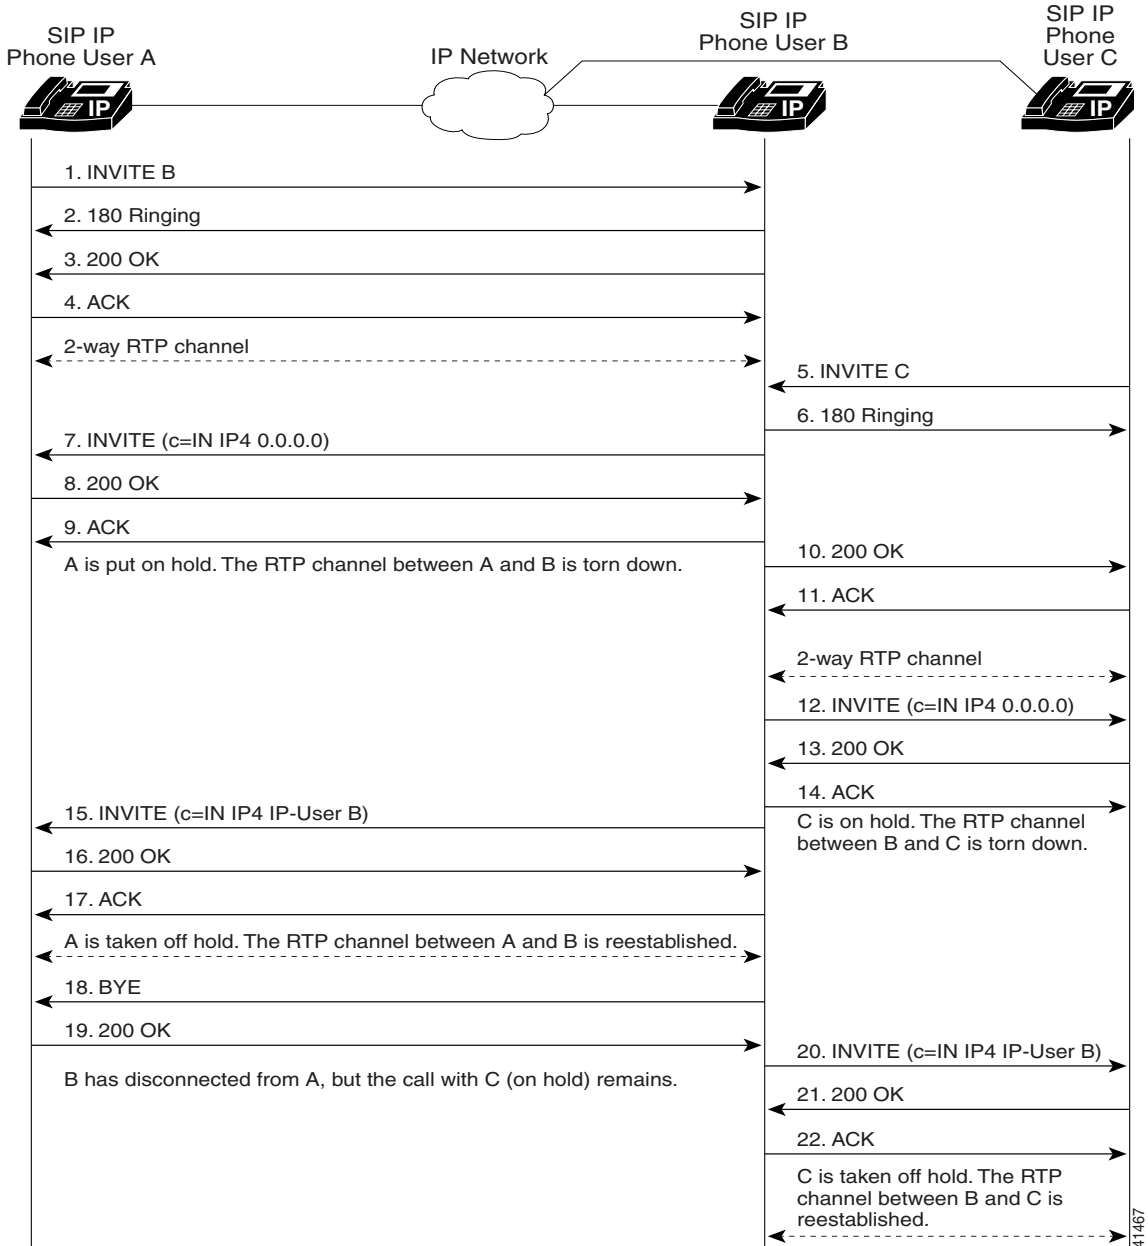 SIP IP
Phone User A
IP Network
SIP IP
Phone User B
SIP IP
Phone
User C
IP
IP
IP
1. INVITE B
2. 180 Ringing
3. 200 OK
4. ACK
2-way RTP channel
5. INVITE C
6. 180 Ringing
7. INVITE (c=IN IP4 0.0.0.0)
8. 200 OK
9. ACK
A is put on hold. The RTP channel between A and B is torn down.
10. 200 OK
11. ACK
2-way RTP channel
12. INVITE (c=IN IP4 0.0.0.0)
13. 200 OK
14. ACK
C is on hold. The RTP channel
between B and C is torn down.
15. INVITE (c=IN IP4 IP-User B)
16. 200 OK
17. ACK
A is taken off hold. The RTP channel between A and B is reestablished.
18. BYE
19. 200 OK
B has disconnected from A, but the call with C (on hold) remains.
20. INVITE (c=IN IP4 IP-User B)
21. 200 OK
22. ACK
C is taken off hold. The RTP
channel between B and C is
reestablished.
41467